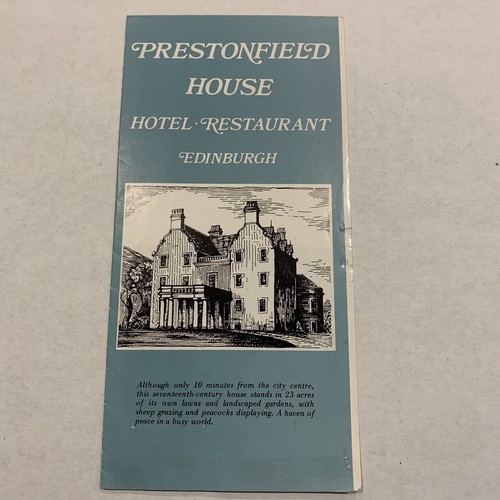 PRESTONFIELD
HOUSE
HOTEL · RESTAURANT
EDINBURGH
Although only 10 minutes from the city centre,
this seventeenth-century house stands in 23 acres
of its own lawns and landscaped gardens, with
sheep grazing and peacocks displaying. A haven of
peace in a busy world.